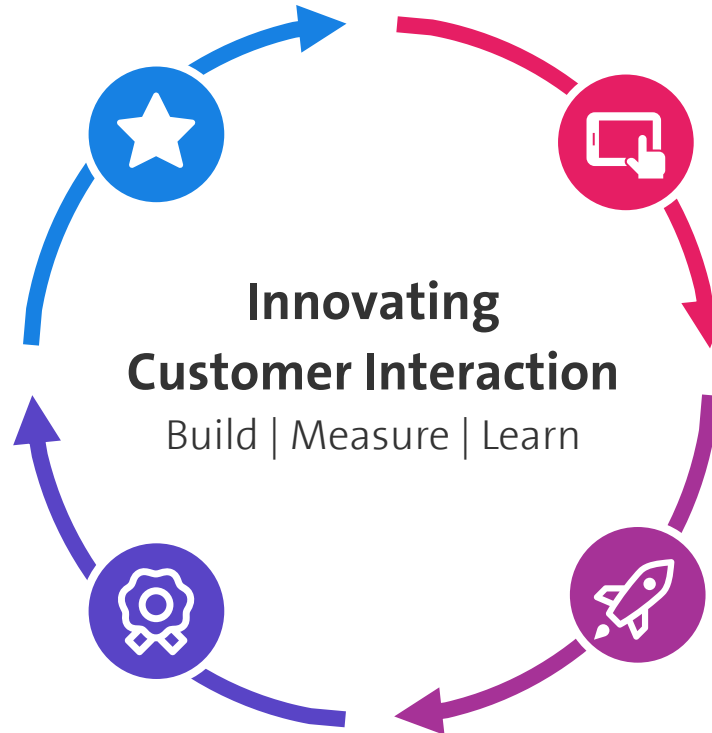 Innovating
Customer Interaction
Build | Measure | Learn